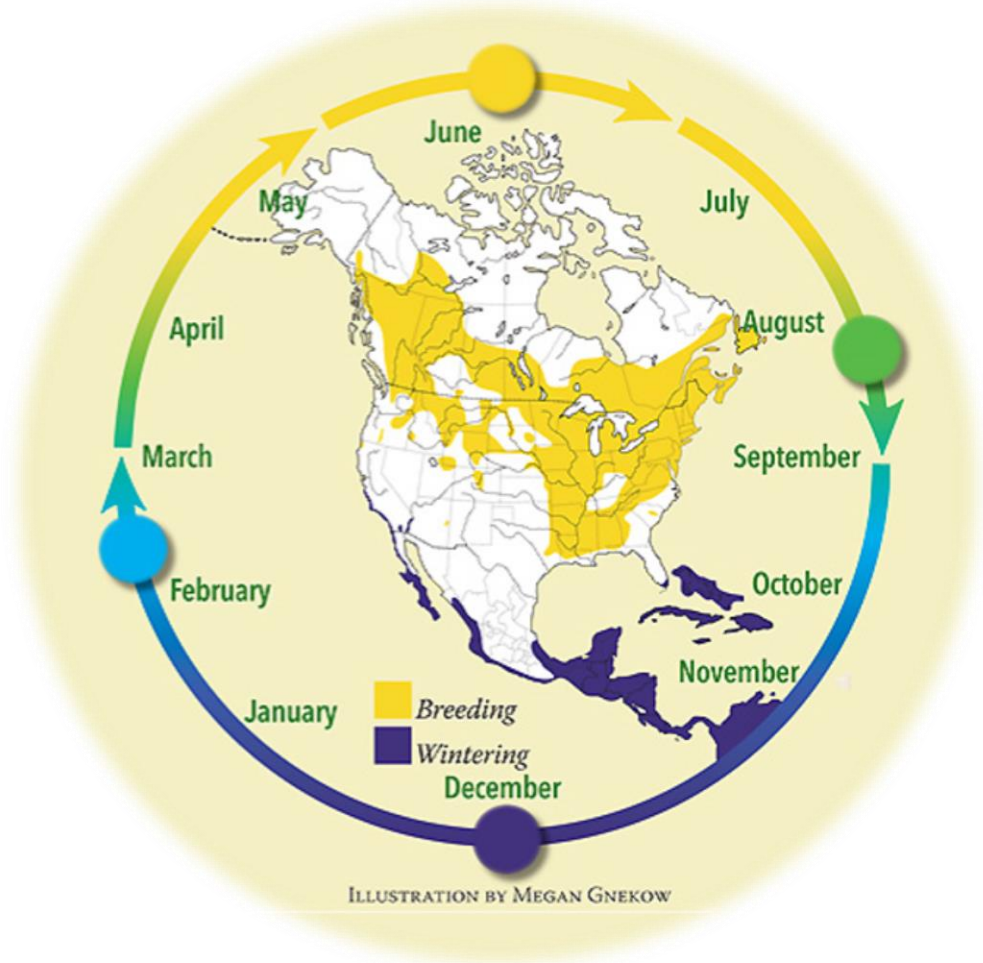 June
May
July
April
August
March
September
February
October
November
January
Breeding
Wintering
December
ILLUSTRATION BY MEGAN GNEKOW